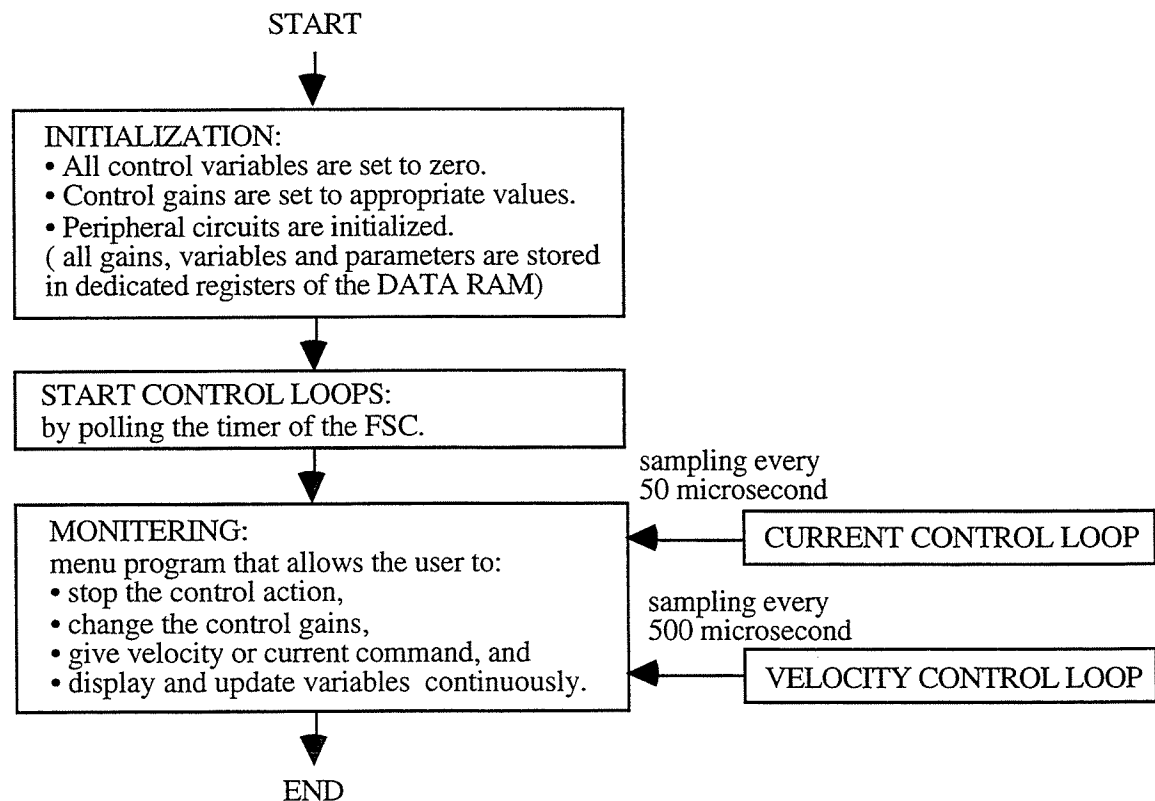 START
INITIALIZATION:
• All control variables are set to zero.
• Control gains are set to appropriate values.
• Peripheral circuits are initialized.
( all gains, variables and parameters are stored
in dedicated registers of the DATA RAM)
START CONTROL LOOPS:
by polling the timer of the FSC.
sampling every
50 microsecond
MONITERING:
menu program that allows the user to:
• stop the control action,
• change the control gains,
• give velocity or current command, and
• display and update variables continuously.
CURRENT CONTROL LOOP
sampling every
500 microsecond
VELOCITY CONTROL LOOP
END